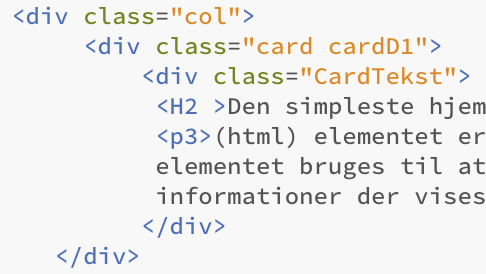 <div class="col">
<div class="card cardD1">
<div class="CardTekst">
<H2 >Den simpleste hjem
<p3>(html) elementet er
elementet bruges til at
informationer der vises
</div>
</div>